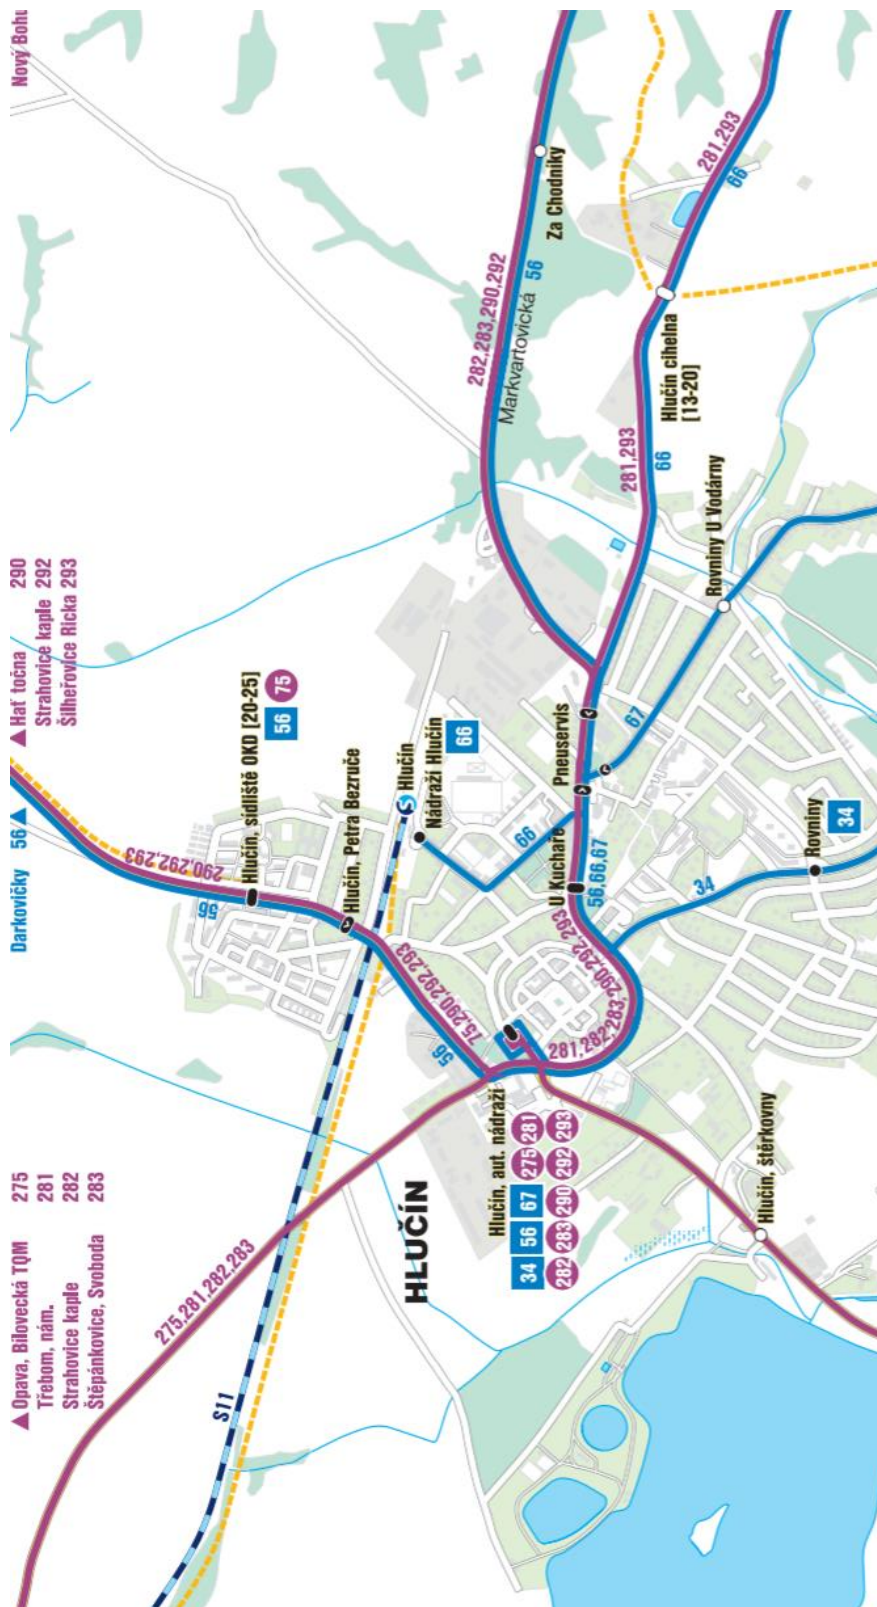 ▲ Opava, Bílovecká TQM 275
Třebom, nám. 281
Strahovice kaple 282
Štěpánkovice, Svoboda 283
Darkovičky 56 ▲
▲ Hať točna 290
Strahovice kaple 292
Šilheřovice Ricka 293
S11
275,281,282,283
HLUČÍN
56
290,292,293
Hlučín, sídliště OKD [20-25]
56 75
Hlučín, Petra Bezruče
Hlučín
Nádraží Hlučín
66
56
75,290,292,293
66
Hlučín, aut. nádraží
34 56 67 275 281
282 283 290 292 293
281,282,283,290,292,293
U Kuchaře
56,66,67
Pneuservis
67
34
Rovniny
34
Hlučín, štěrkovny
Rovniny U Vodárny
282,283,290,292
56
Markvartovická
Za Chodníky
281,293
66
Hlučín cihelna
[13-20]
281,293
66